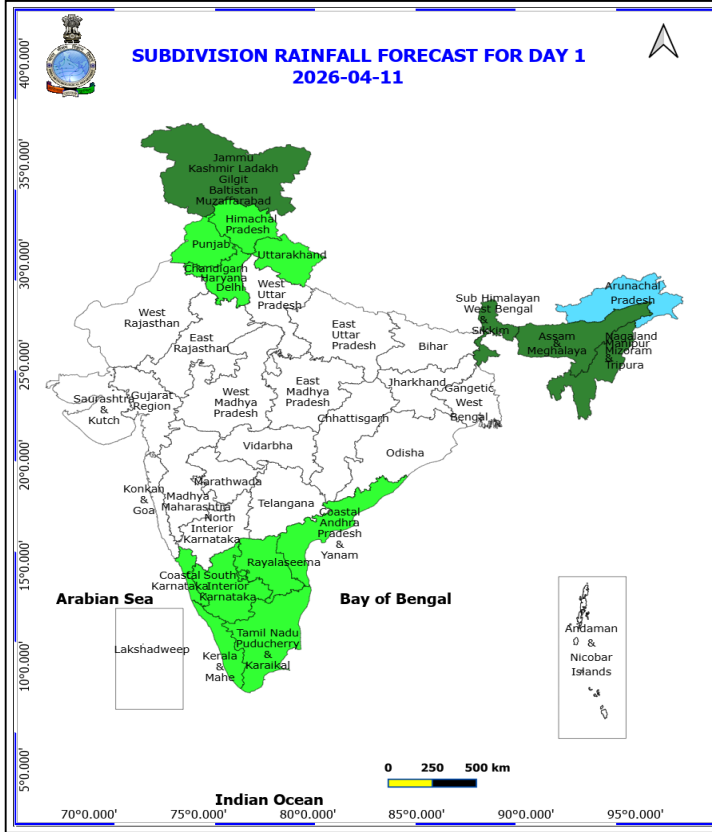 SUBDIVISION RAINFALL FORECAST FOR DAY 1
2026-04-11
40°0.000'
35°0.000'
30°0.000'
25°0.000'
20°0.000'
15°0.000'
10°0.000'
5°0.000'
Jammu
Kashmir Ladakh
Gilgit
Baltistan
Muzaffarabad
Himachal
Pradesh
Punjab
Uttarakhand
Chandigarh
Haryana
Delhi
West
Uttar
Pradesh
Arunachal
Pradesh
Sub Himalayan
West Bengal
&
Sikkim
West
Rajasthan
East
Rajasthan
East
Uttar
Pradesh
Bihar
Assam
&
Meghalaya
Nagaland
Manipur
Mizoram
&
Tripura
Saurashtra
&
Kutch
Gujarat
Region
West
Madhya
Pradesh
East
Madhya
Pradesh
Jharkhand
Gangetic
West
Bengal
Chhattisgarh
Vidarbha
Odisha
Konkan
&
Goa
Marathwada
Madhya
Maharashtra
North
Interior
Karnataka
Telangana
Coastal
Andhra
Pradesh
&
Yanam
Rayalaseema
Coastal
Karnataka
South
Interior
Karnataka
Arabian Sea
Bay of Bengal
Lakshadweep
Kerala
&
Mahe
Tamil Nadu
Puducherry
&
Karaikal
Andaman
&
Nicobar
Islands
0 250 500 km
Indian Ocean
70°0.000' 75°0.000' 80°0.000' 85°0.000' 90°0.000' 95°0.000'